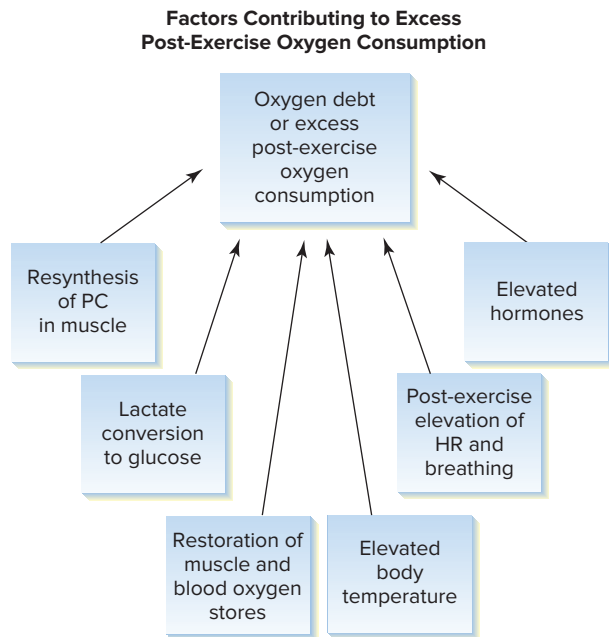 Factors Contributing to Excess
Post-Exercise Oxygen Consumption
Oxygen debt
or excess
post-exercise
oxygen
consumption
Resynthesis
of PC
in muscle
Elevated
hormones
Lactate
conversion
to glucose
Post-exercise
elevation of
HR and
breathing
Restoration of
muscle and
blood oxygen
stores
Elevated
body
temperature